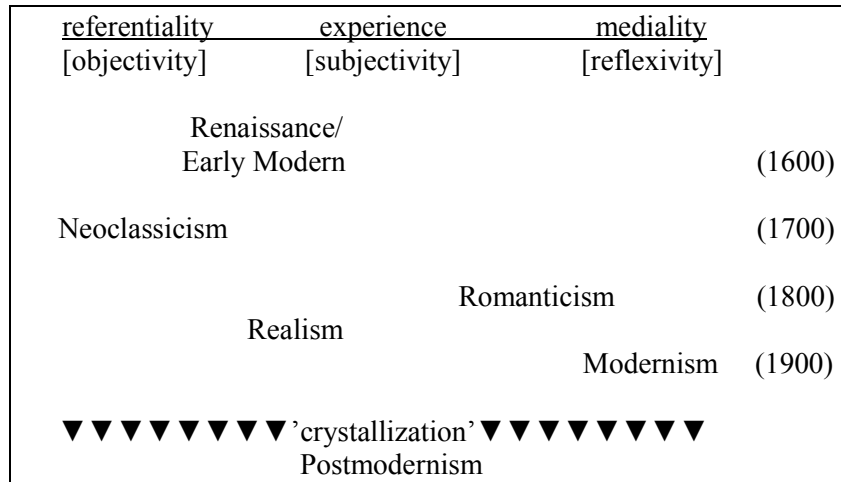 referentiality experience mediality
[objectivity] [subjectivity] [reflexivity]
Renaissance/
Early Modern (1600)
Neoclassicism (1700)
Romanticism (1800)
Realism
Modernism (1900)
▼ ▼ ▼ ▼ ▼ ▼ ▼ ▼ ’crystallization’ ▼ ▼ ▼ ▼ ▼ ▼ ▼ ▼
Postmodernism